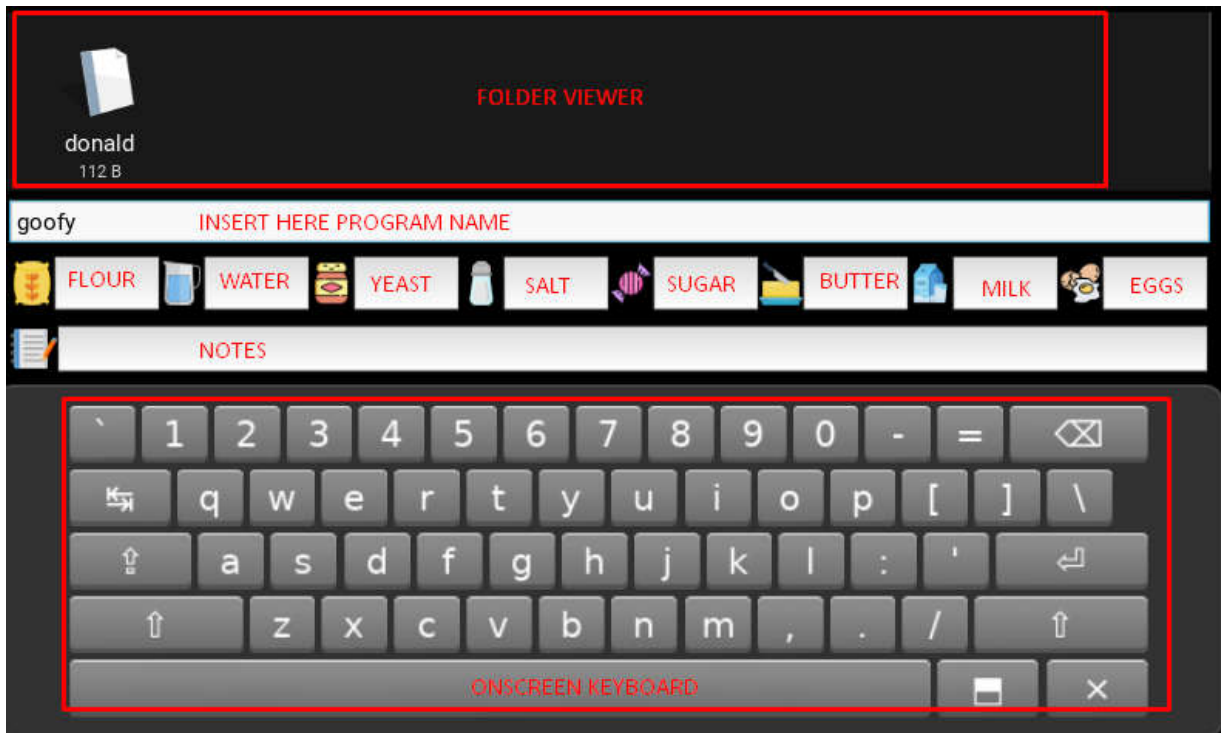 FOLDER VIEWER
donald
112 B
goofy INSERT HERE PROGRAM NAME
FLOUR WATER YEAST SALT SUGAR BUTTER MILK EGGS
NOTES
` 1 2 3 4 5 6 7 8 9 0 - = ⌫
↹ q w e r t y u i o p [ ] \
⇪ a s d f g h j k l : ' ⏎
⇧ z x c v b n m , . / ⇧
ONSCREEN KEYBOARD ⬒ ×